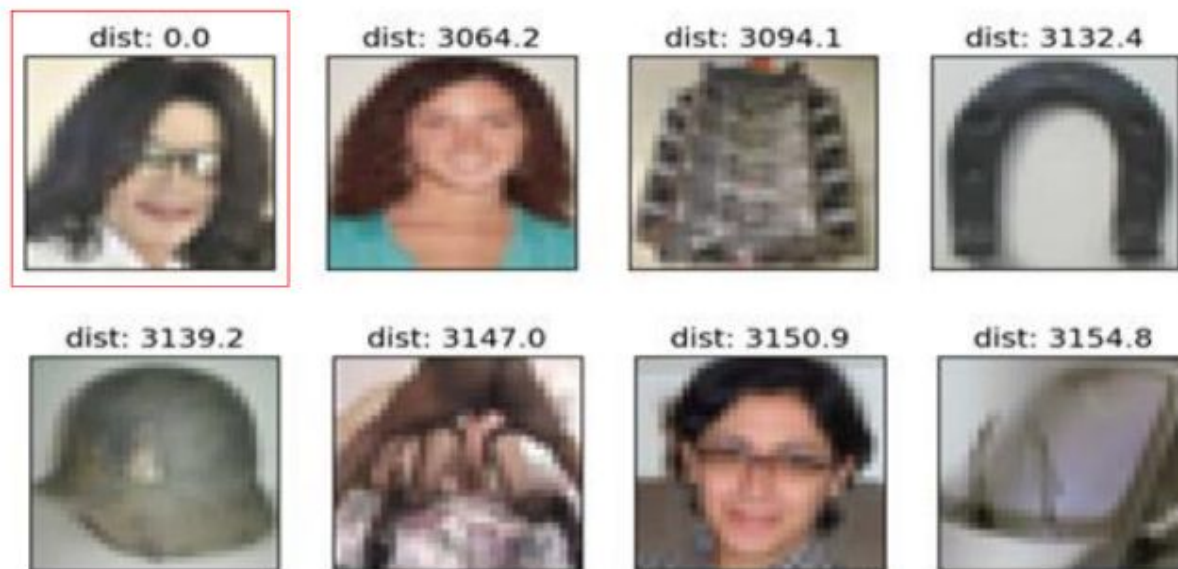 dist: 0.0
dist: 3064.2
dist: 3094.1
dist: 3132.4
dist: 3139.2
dist: 3147.0
dist: 3150.9
dist: 3154.8